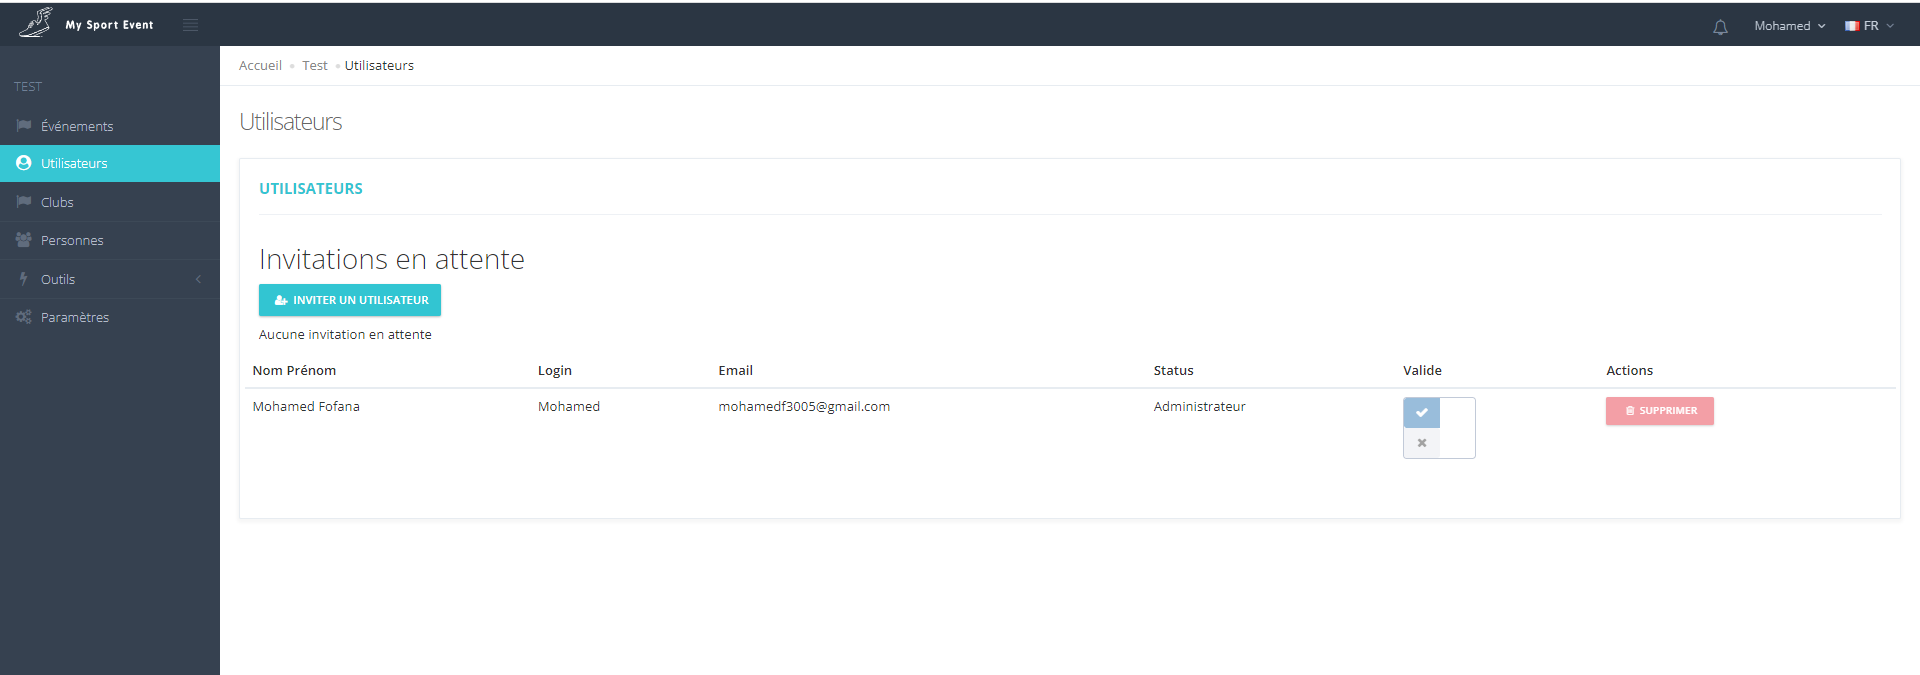 My Sport Event
Mohamed
FR
TEST
Événements
Utilisateurs
Clubs
Personnes
Outils
Paramètres
Accueil Test Utilisateurs
Utilisateurs
UTILISATEURS
Invitations en attente
INVITER UN UTILISATEUR
Aucune invitation en attente
Nom Prénom Login Email Status Valide Actions
Mohamed Fofana Mohamed mohamedf3005@gmail.com Administrateur SUPPRIMER